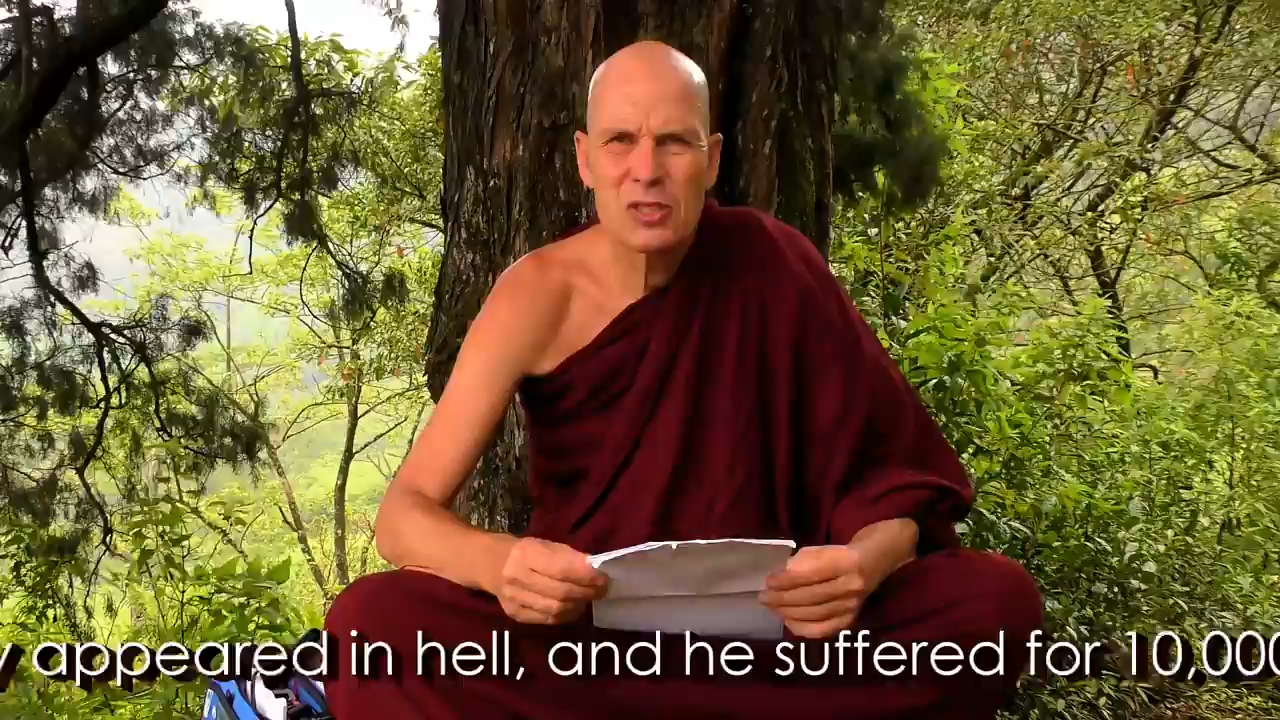 appeared in hell, and he suffered for 10,000